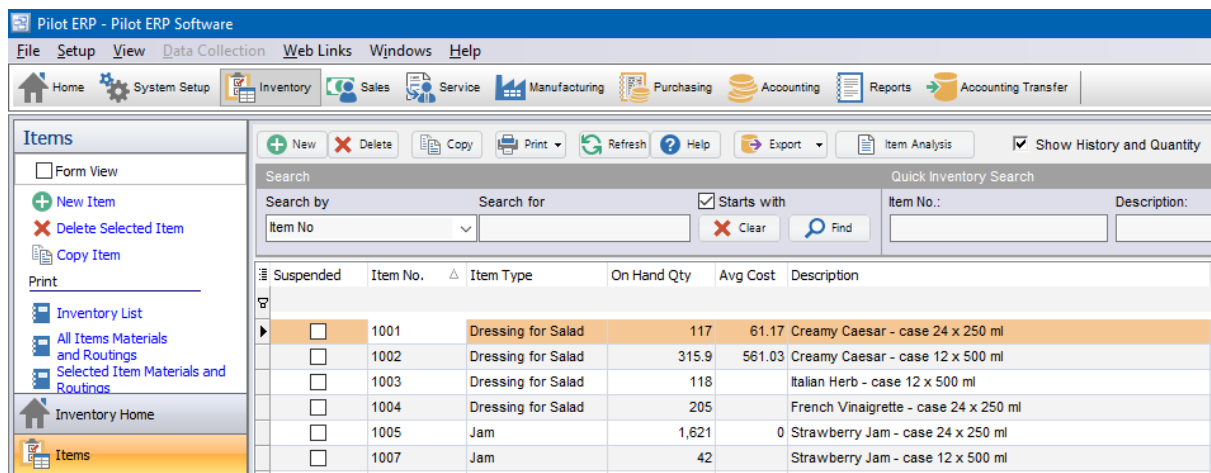 Pilot ERP - Pilot ERP Software
File Setup View Data Collection Web Links Windows Help
Home System Setup Inventory Sales Service Manufacturing Purchasing Accounting Reports Accounting Transfer
Items
Form View
New Item
Delete Selected Item
Copy Item
Print
Inventory List
All Items Materials
and Routings
Selected Item Materials and
Routings
Inventory Home
Items
New Delete Copy Print Refresh Help Export Item Analysis Show History and Quantity
Search Quick Inventory Search
Search by Search for Starts with Item No.: Description:
Item No Clear Find
Suspended Item No. Item Type On Hand Qty Avg Cost Description
1001 Dressing for Salad 117 61.17 Creamy Caesar - case 24 x 250 ml
1002 Dressing for Salad 315.9 561.03 Creamy Caesar - case 12 x 500 ml
1003 Dressing for Salad 118 Italian Herb - case 12 x 500 ml
1004 Dressing for Salad 205 French Vinaigrette - case 24 x 250 ml
1005 Jam 1,621 0 Strawberry Jam - case 24 x 250 ml
1007 Jam 42 Strawberry Jam - case 12 x 500 ml